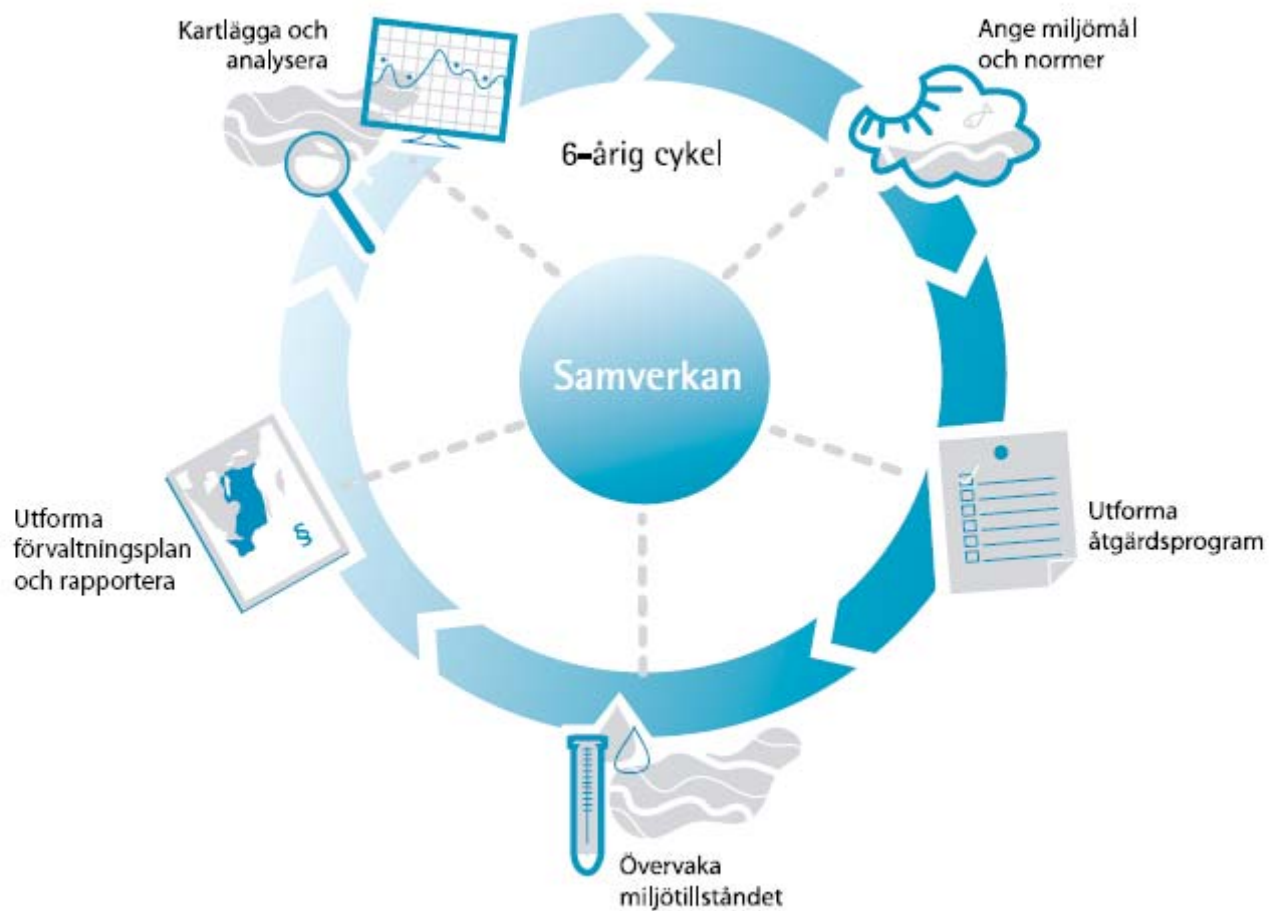 Kartlägga och
analysera
Ange miljömål
och normer
6-årig cykel
Samverkan
Utforma
förvaltningsplan
och rapportera
§
Utforma
åtgärdsprogram
Övervaka
miljötillståndet